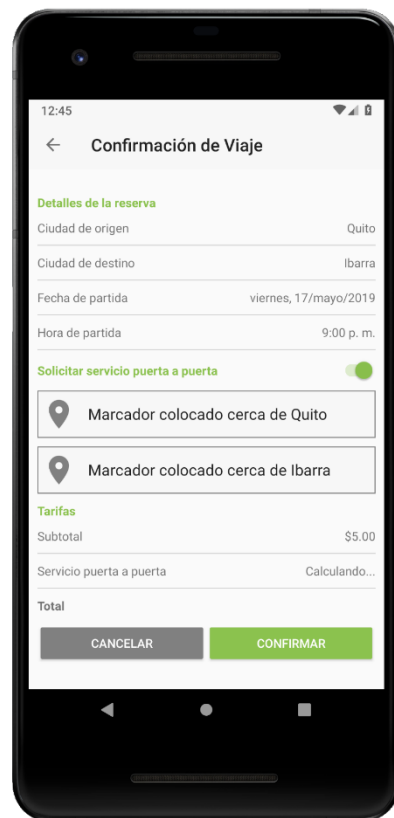 12:45
Confirmación de Viaje
Detalles de la reserva
Ciudad de origen Quito
Ciudad de destino Ibarra
Fecha de partida viernes, 17/mayo/2019
Hora de partida 9:00 p. m.
Solicitar servicio puerta a puerta
Marcador colocado cerca de Quito
Marcador colocado cerca de Ibarra
Tarifas
Subtotal $5.00
Servicio puerta a puerta Calculando...
Total
CANCELAR CONFIRMAR